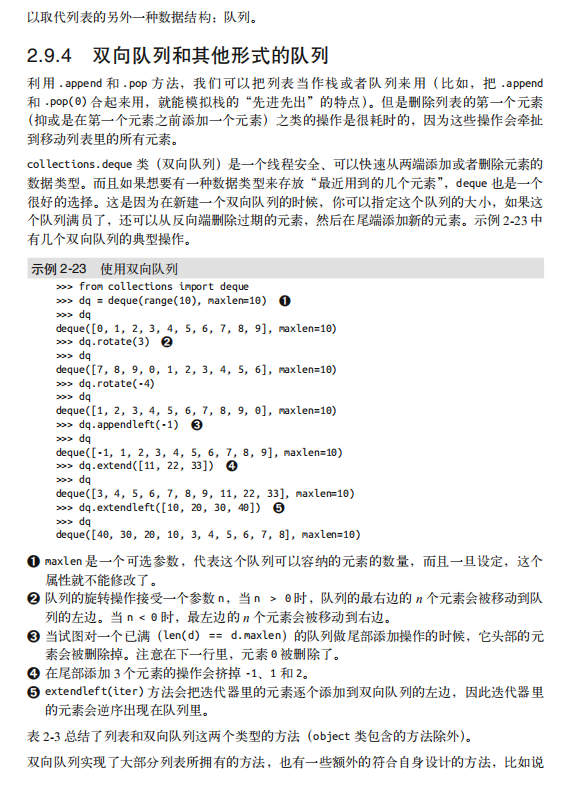 以取代列表的另外一种数据结构：队列。
2.9.4 双向队列和其他形式的队列
利用 .append 和 .pop 方法，我们可以把列表当作栈或者队列来用（比如，把 .append
和 .pop(0) 合起来用，就能模拟栈的“先进先出”的特点）。但是删除列表的第一个元素
（抑或是在第一个元素之前添加一个元素）之类的操作是很耗时的，因为这些操作会牵扯
到移动列表里的所有元素。
collections.deque 类（双向队列）是一个线程安全、可以快速从两端添加或者删除元素的
数据类型。而且如果想要有一种数据类型来存放“最近用到的几个元素”，deque 也是一个
很好的选择。这是因为在新建一个双向队列的时候，你可以指定这个队列的大小，如果这
个队列满员了，还可以从反向端删除过期的元素，然后在尾端添加新的元素。示例 2-23 中
有几个双向队列的典型操作。
示例 2-23 使用双向队列
>>> from collections import deque
>>> dq = deque(range(10), maxlen=10) ❶
>>> dq
deque([0, 1, 2, 3, 4, 5, 6, 7, 8, 9], maxlen=10)
>>> dq.rotate(3) ❷
>>> dq
deque([7, 8, 9, 0, 1, 2, 3, 4, 5, 6], maxlen=10)
>>> dq.rotate(-4)
>>> dq
deque([1, 2, 3, 4, 5, 6, 7, 8, 9, 0], maxlen=10)
>>> dq.appendleft(-1) ❸
>>> dq
deque([-1, 1, 2, 3, 4, 5, 6, 7, 8, 9], maxlen=10)
>>> dq.extend([11, 22, 33]) ❹
>>> dq
deque([3, 4, 5, 6, 7, 8, 9, 11, 22, 33], maxlen=10)
>>> dq.extendleft([10, 20, 30, 40]) ❺
>>> dq
deque([40, 30, 20, 10, 3, 4, 5, 6, 7, 8], maxlen=10)
❶ maxlen 是一个可选参数，代表这个队列可以容纳的元素的数量，而且一旦设定，这个
属性就不能修改了。
❷ 队列的旋转操作接受一个参数 n，当 n > 0 时，队列的最右边的 n 个元素会被移动到队
列的左边。当 n < 0 时，最左边的 n 个元素会被移动到右边。
❸ 当试图对一个已满（len(d) == d.maxlen）的队列做尾部添加操作的时候，它头部的元
素会被删除掉。注意在下一行里，元素 0 被删除了。
❹ 在尾部添加 3 个元素的操作会挤掉 -1、1 和 2。
❺ extendleft(iter) 方法会把迭代器里的元素逐个添加到双向队列的左边，因此迭代器里
的元素会逆序出现在队列里。
表 2-3 总结了列表和双向队列这两个类型的方法（object 类包含的方法除外）。
双向队列实现了大部分列表所拥有的方法，也有一些额外的符合自身设计的方法，比如说